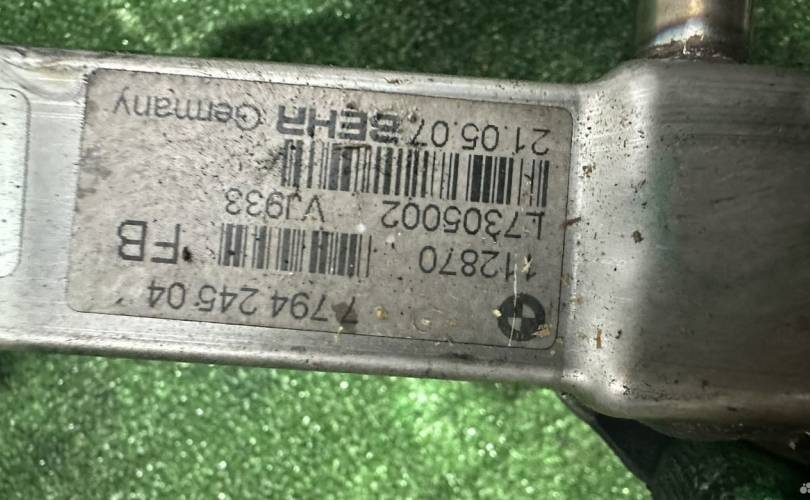 7 794 245 04
112870
FB
L7305002 VJ933
21.05.07 BEHR Germany